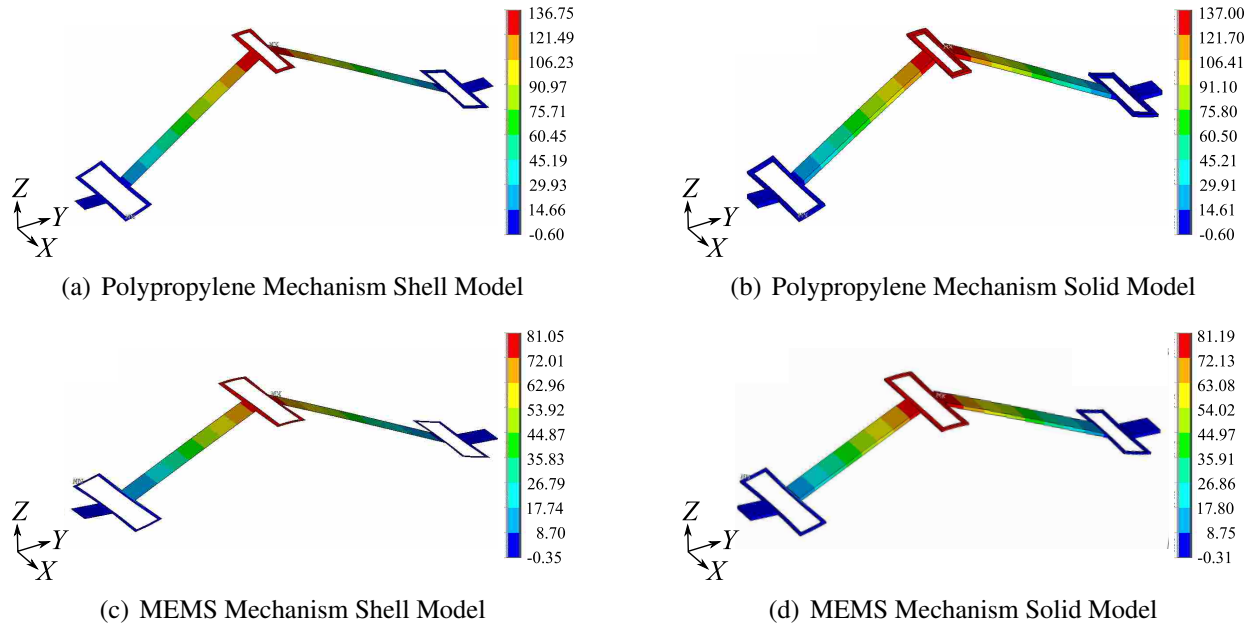 136.75
121.49
106.23
90.97
75.71
60.45
45.19
29.93
14.66
-0.60
Z
Y
X
(a) Polypropylene Mechanism Shell Model
137.00
121.70
106.41
91.10
75.80
60.50
45.21
29.91
14.61
-0.60
Z
Y
X
(b) Polypropylene Mechanism Solid Model
81.05
72.01
62.96
53.92
44.87
35.83
26.79
17.74
8.70
-0.35
Z
Y
X
(c) MEMS Mechanism Shell Model
81.19
72.13
63.08
54.02
44.97
35.91
26.86
17.80
8.75
-0.31
Z
Y
X
(d) MEMS Mechanism Solid Model